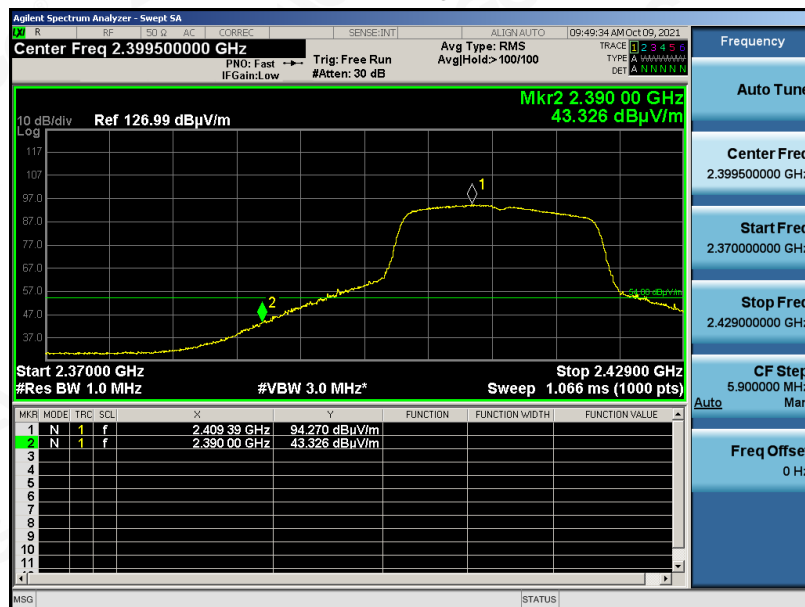 Agilent Spectrum Analyzer - Swept SA
LXI R RF 50 Ω AC CORREC SENSE:INT ALIGN AUTO 09:49:34 AM Oct 09, 2021
Center Freq 2.399500000 GHz
PNO: Fast
IFGain:Low
Trig: Free Run
#Atten: 30 dB
Avg Type: RMS
Avg|Hold:>100/100
TRACE 1 2 3 4 5 6
TYPE A
DET A N N N N N
Mkr2 2.390 00 GHz
43.326 dBµV/m
10 dB/div Ref 126.99 dBµV/m
Log
117
107
97.0
87.0
77.0
67.0
57.0
47.0
37.0
1
2
54.00 dBµV/m
Start 2.37000 GHz
Stop 2.42900 GHz
#Res BW 1.0 MHz
#VBW 3.0 MHz*
Sweep 1.066 ms (1000 pts)
MKR MODE TRC SCL X Y FUNCTION FUNCTION WIDTH FUNCTION VALUE
1 N 1 f 2.409 39 GHz 94.270 dBµV/m
2 N 1 f 2.390 00 GHz 43.326 dBµV/m
3
4
5
6
7
8
9
10
11
MSG STATUS
Frequency
Auto Tune
Center Freq
2.399500000 GHz
Start Freq
2.370000000 GHz
Stop Freq
2.429000000 GHz
CF Step
5.900000 MHz
Auto Man
Freq Offset
0 Hz